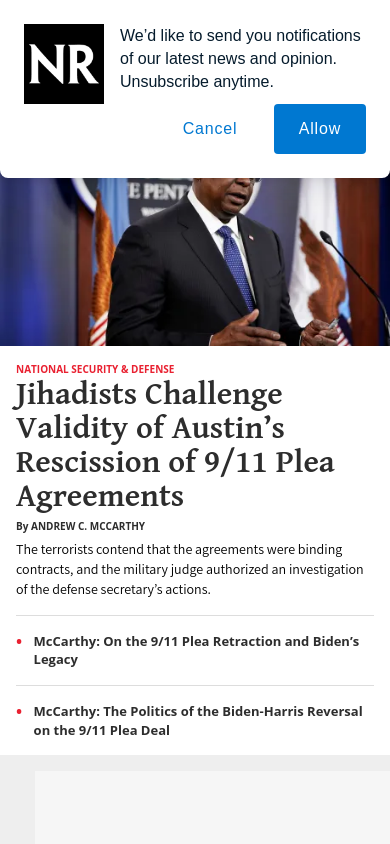 NR
We’d like to send you notifications
of our latest news and opinion.
Unsubscribe anytime.
Cancel
Allow
E PENT
NATIONAL SECURITY & DEFENSE
Jihadists Challenge
Validity of Austin’s
Rescission of 9/11 Plea
Agreements
By ANDREW C. MCCARTHY
The terrorists contend that the agreements were binding
contracts, and the military judge authorized an investigation
of the defense secretary’s actions.
• McCarthy: On the 9/11 Plea Retraction and Biden’s
Legacy
• McCarthy: The Politics of the Biden-Harris Reversal
on the 9/11 Plea Deal